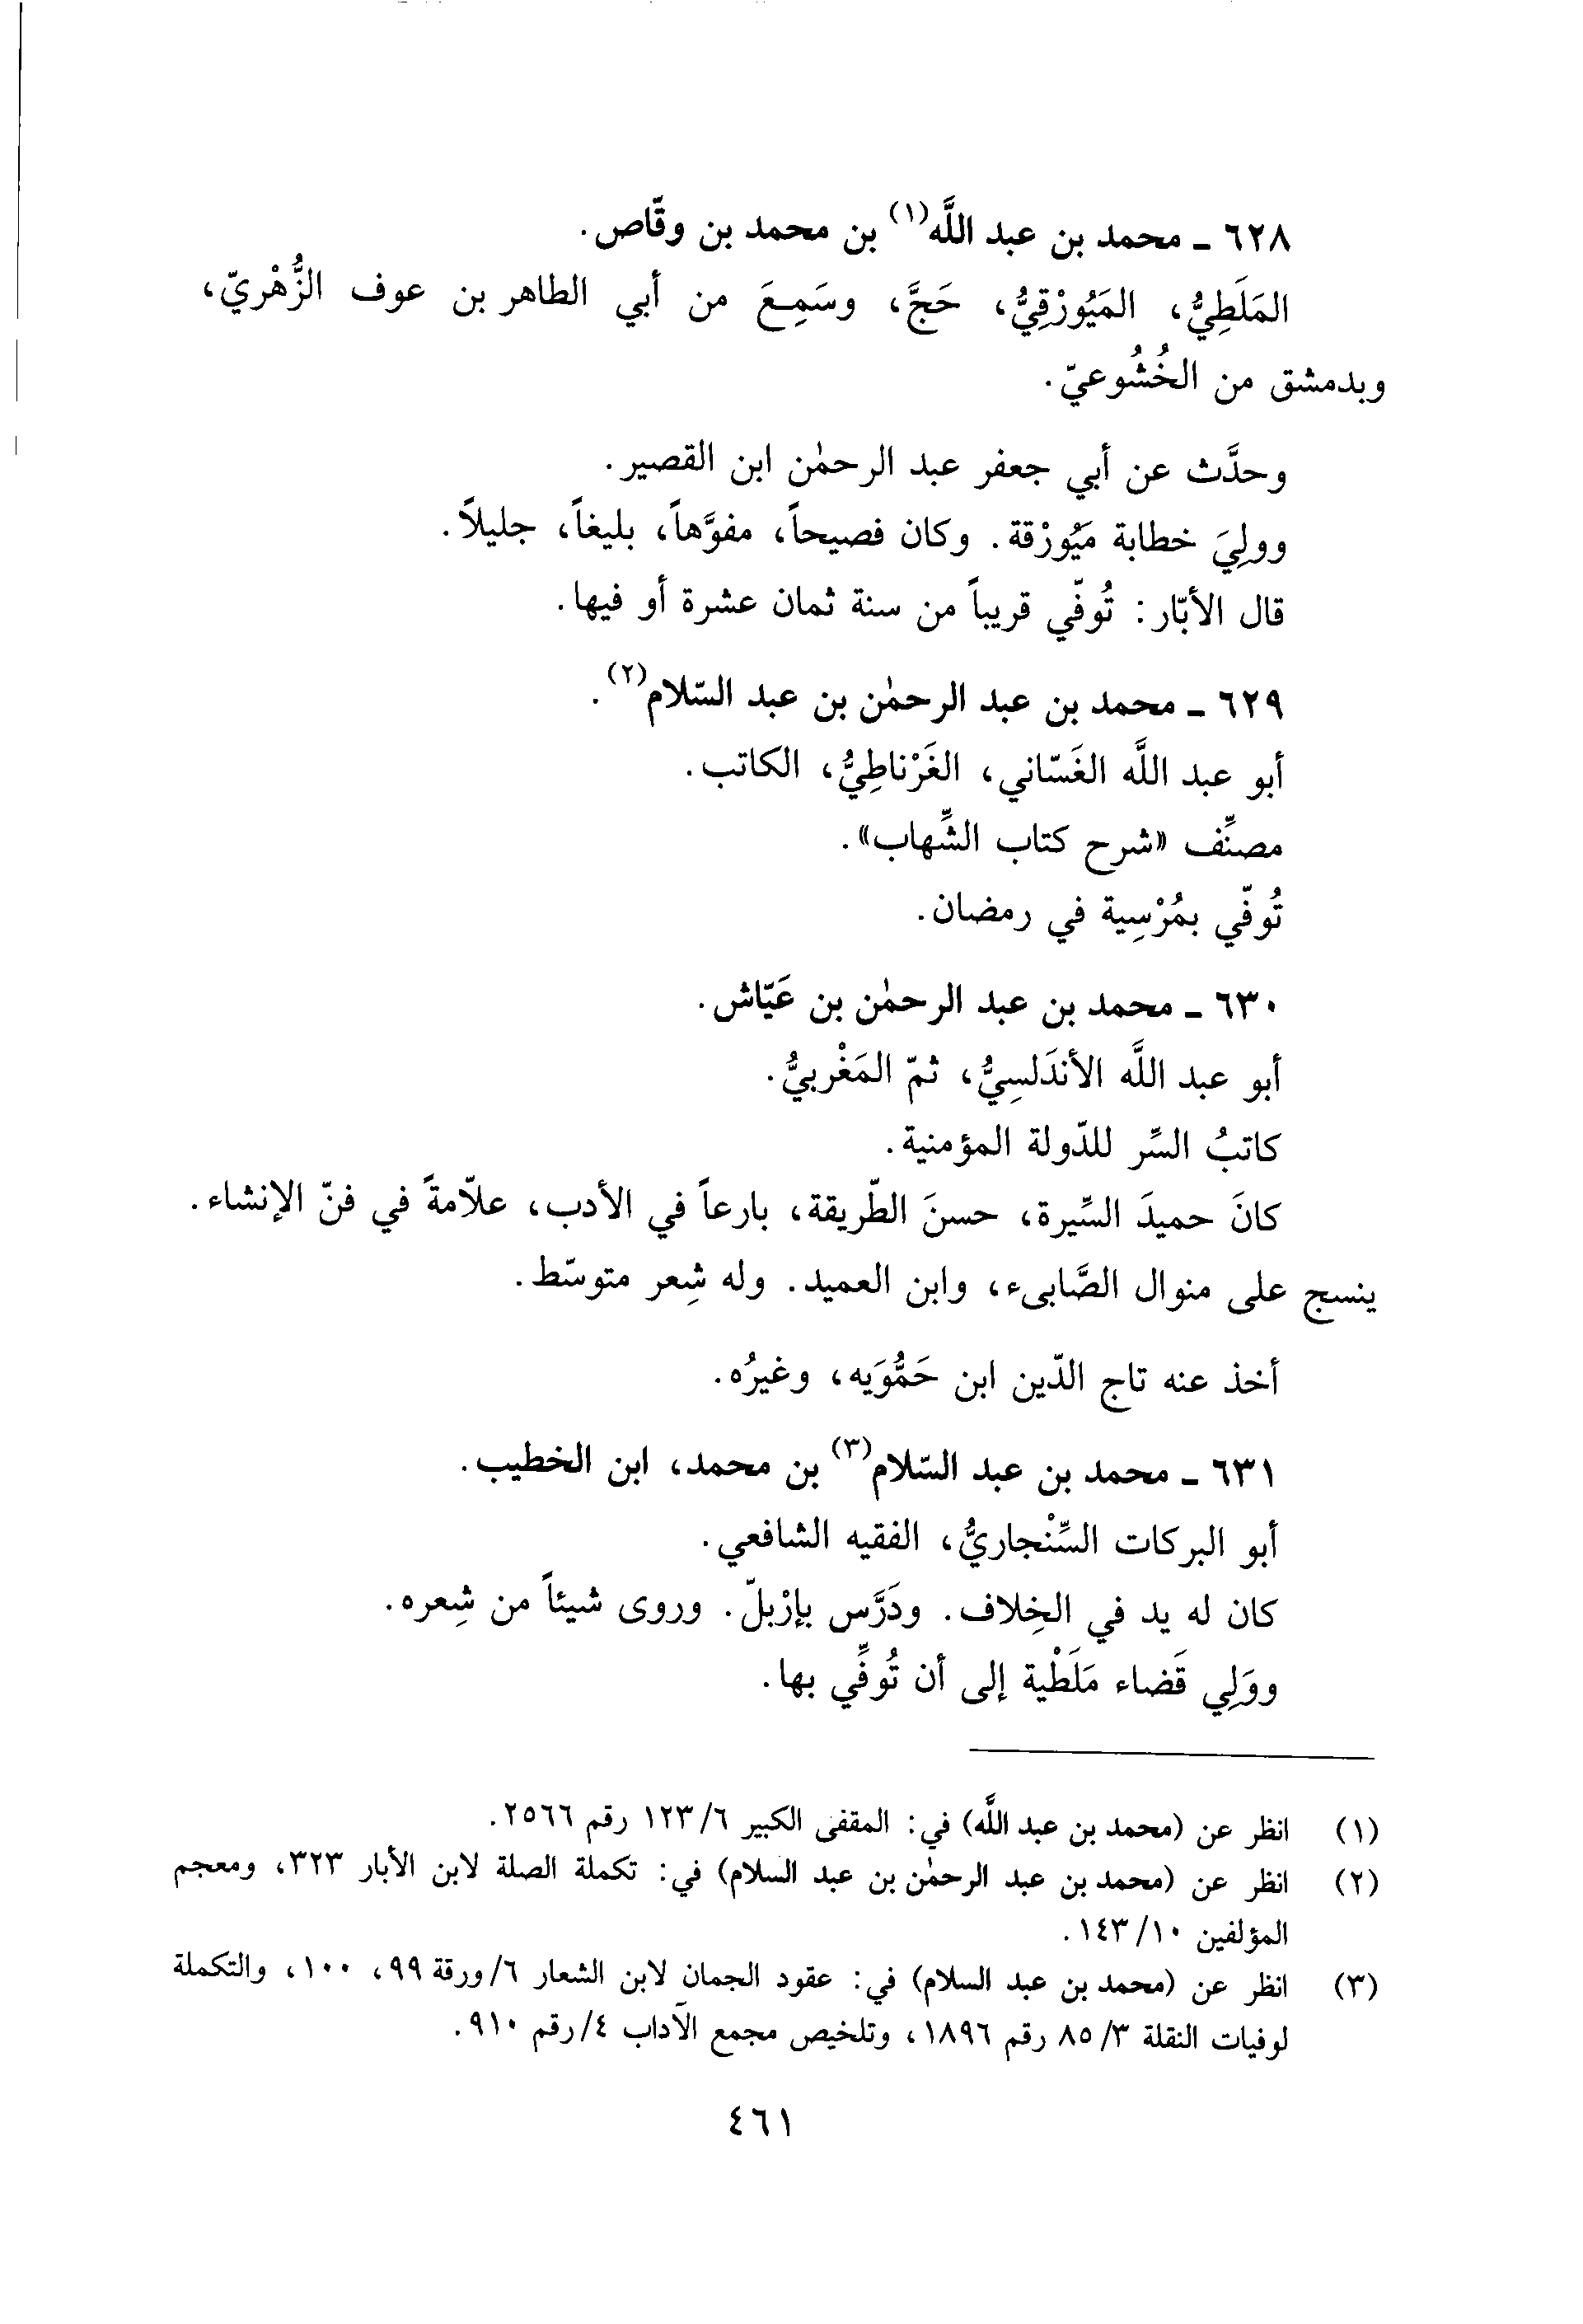 ٦٢٨ ـ محمد بن عبد اللَّه(١) بن محمد بن وقّاص.
المَلَطِيُّ، المَيُورْقِيُّ، حَجَّ، وسَمِعَ من أبي الطاهر بن عوف الزُّهْريّ،
وبدمشق من الخُشُوعيّ.
وحدَّث عن أبي جعفر عبد الرحمٰن ابن القصير.
وولِيَ خطابة مَيُورْقة. وكان فصيحاً، مفوَّهاً، بليغاً، جليلاً.
قال الأبّار: تُوفّي قريباً من سنة ثمان عشرة أو فيها.
٦٢٩ ـ محمد بن عبد الرحمٰن بن عبد السّلام(٢).
أبو عبد اللَّه الغَسّاني، الغَرْناطِيُّ، الكاتب.
مصنِّف «شرح كتاب الشِّهاب».
تُوفّي بمُرْسِية في رمضان.
٦٣٠ ـ محمد بن عبد الرحمٰن بن عَيّاش.
أبو عبد اللَّه الأندَلسِيُّ، ثمّ المَغْربيُّ.
كاتبُ السِّر للدّولة المؤمنية.
كانَ حميدَ السِّيرة، حسنَ الطّريقة، بارعاً في الأدب، علاّمةً في فنّ الإنشاء.
ينسج على منوال الصَّابىء، وابن العميد. وله شِعر متوسّط.
أخذ عنه تاج الدّين ابن حَمُّوَيه، وغيرُه.
٦٣١ ـ محمد بن عبد السّلام(٣) بن محمد، ابن الخطيب.
أبو البركات السِّنْجاريُّ، الفقيه الشافعي.
كان له يد في الخِلاف. ودَرَّس بإرْبلّ. وروى شيئاً من شِعره.
ووَلِي قَضاء مَلَطْية إلى أن تُوفِّي بها.
(١) انظر عن (محمد بن عبد اللَّه) في: المقفى الكبير ٦/١٢٣ رقم ٢٥٦٦.
(٢) انظر عن (محمد بن عبد الرحمٰن بن عبد السلام) في: تكملة الصلة لابن الأبار ٣٢٣، ومعجم
المؤلفين ١٠/١٤٣.
(٣) انظر عن (محمد بن عبد السلام) في: عقود الجمان لابن الشعار ٦/ورقة ٩٩، ١٠٠، والتكملة
لوفيات النقلة ٣/٨٥ رقم ١٨٩٦، وتلخيص مجمع الآداب ٤/رقم ٩١٠.
٤٦١